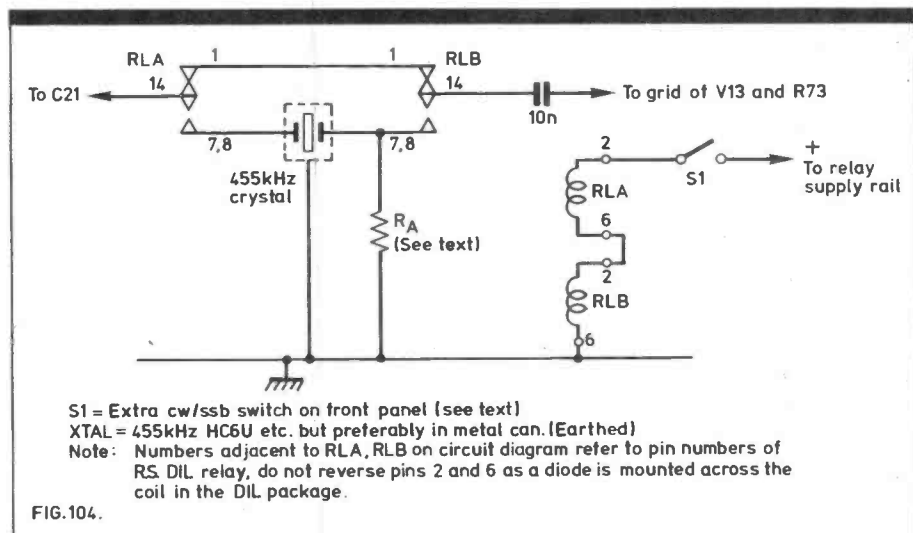 RLA
1
1
RLB
14
14
To C21
To grid of V13 and R73
10n
7,8
7,8
455kHz
crystal
RA
(See text)
2
S1
+
To relay
supply rail
RLA
6
2
RLB
6
S1 = Extra cw/ssb switch on front panel (see text)
XTAL = 455kHz HC6U etc. but preferably in metal can.(Earthed)
Note: Numbers adjacent to RLA, RLB on circuit diagram refer to pin numbers of
RS DIL relay, do not reverse pins 2 and 6 as a diode is mounted across the
coil in the DIL package.
FIG.104.